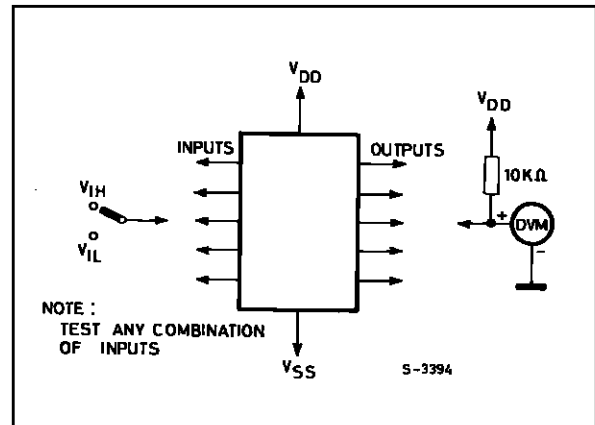 VDD
INPUTS
OUTPUTS
VIH
VIL
VDD
10KΩ
+
DVM
−
NOTE :
TEST ANY COMBINATION
OF INPUTS
VSS
S-3394